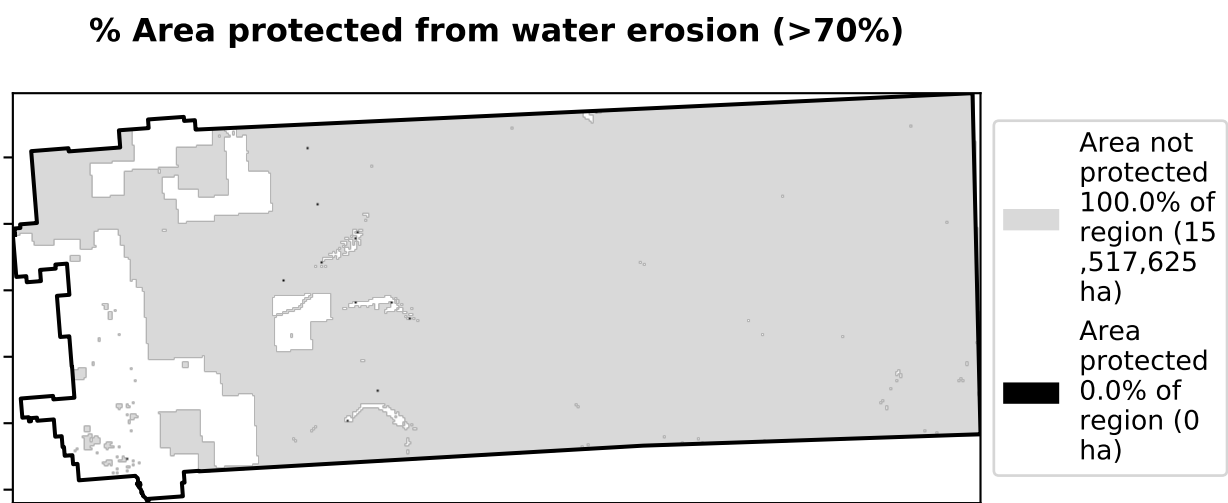 % Area protected from water erosion (>70%)
Area not
protected
100.0% of
region (15
,517,625
ha)
Area
protected
0.0% of
region (0
ha)